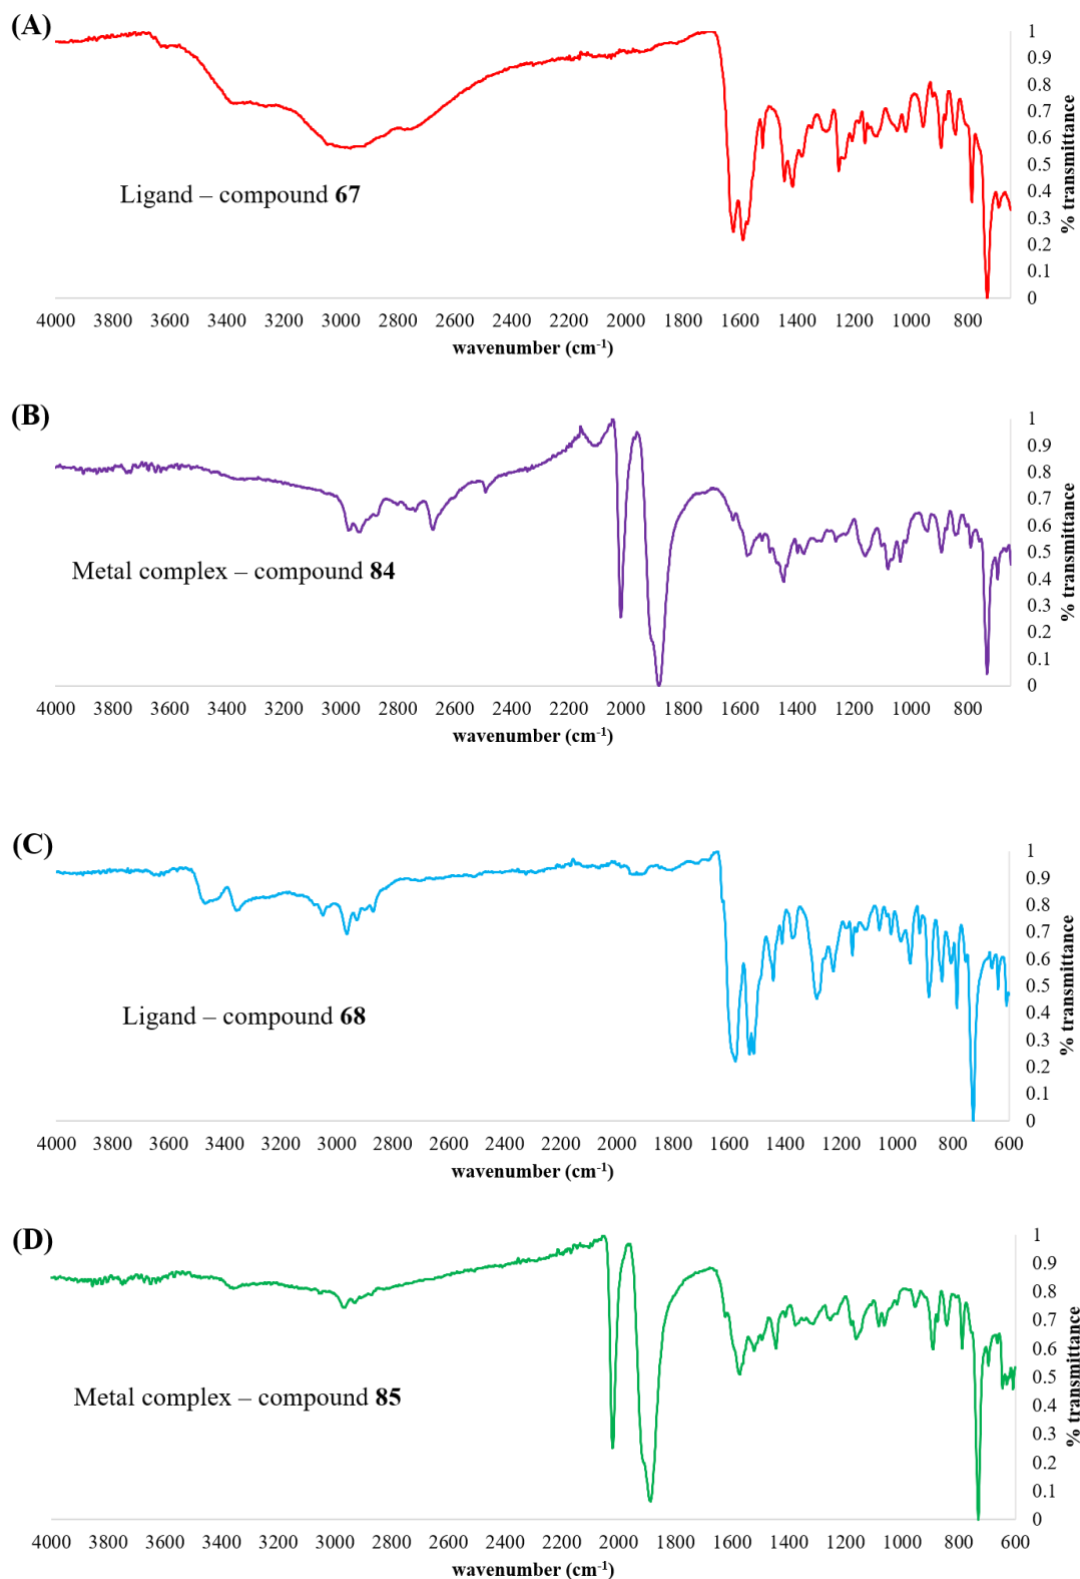 (A)
1
0.9
0.8
0.7
0.6
0.5
0.4
0.3
0.2
0.1
0
% transmittance
Ligand – compound 67
4000 3800 3600 3400 3200 3000 2800 2600 2400 2200 2000 1800 1600 1400 1200 1000 800
wavenumber (cm-1)
(B)
1
0.9
0.8
0.7
0.6
0.5
0.4
0.3
0.2
0.1
0
% transmittance
Metal complex – compound 84
4000 3800 3600 3400 3200 3000 2800 2600 2400 2200 2000 1800 1600 1400 1200 1000 800
wavenumber (cm-1)
(C)
1
0.9
0.8
0.7
0.6
0.5
0.4
0.3
0.2
0.1
0
% transmittance
Ligand – compound 68
4000 3800 3600 3400 3200 3000 2800 2600 2400 2200 2000 1800 1600 1400 1200 1000 800 600
wavenumber (cm-1)
(D)
1
0.9
0.8
0.7
0.6
0.5
0.4
0.3
0.2
0.1
0
% transmittance
Metal complex – compound 85
4000 3800 3600 3400 3200 3000 2800 2600 2400 2200 2000 1800 1600 1400 1200 1000 800 600
wavenumber (cm-1)